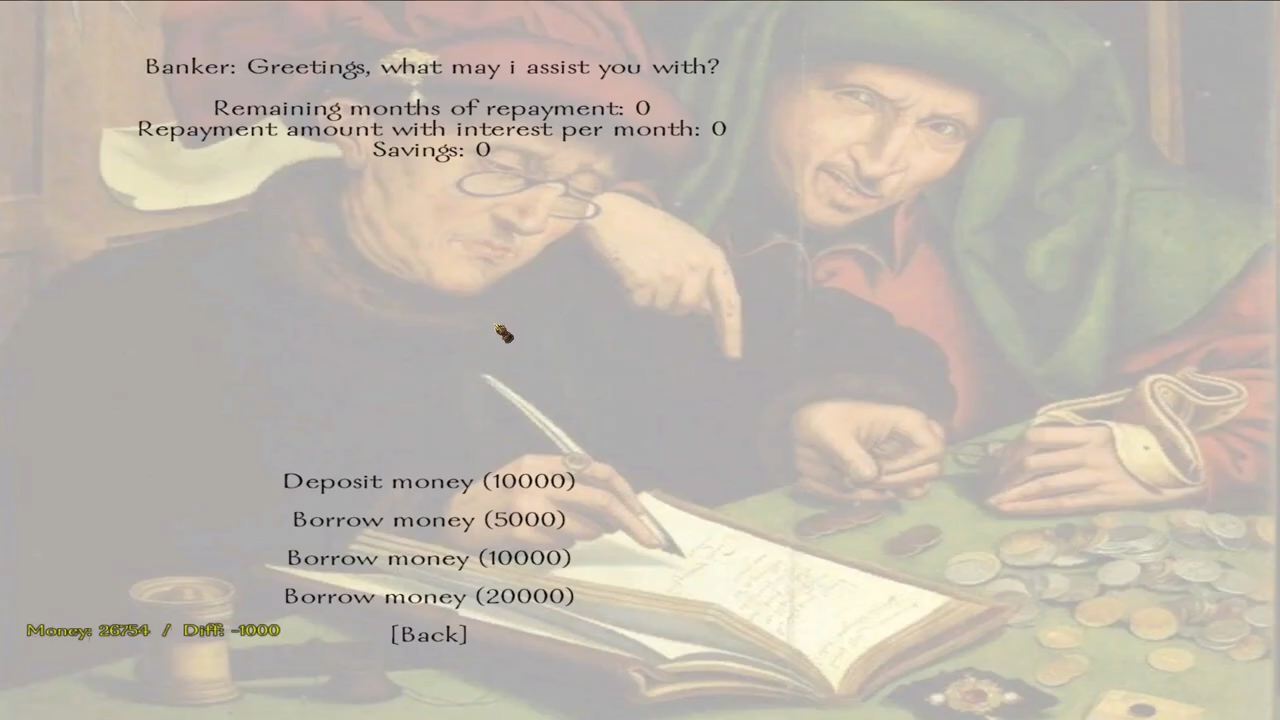 Banker: Greetings, what may i assist you with?
Remaining months of repayment: 0
Repayment amount with interest per month: 0
Savings: 0
Deposit money (10000)
Borrow money (5000)
Borrow money (10000)
Borrow money (20000)
Money: 26754 / Diff: -1000
[Back]